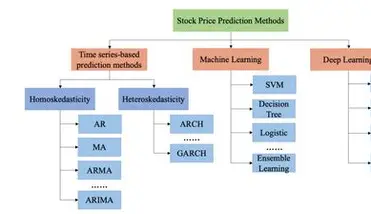 Stock Price Prediction Methods
Time series-based
prediction methods
Machine Learning
Deep Learning
Homoskedasticity
Heteroskedasticity
AR
MA
ARMA
......
ARIMA
ARCH
......
GARCH
SVM
Decision
Tree
Logistic
......
Ensemble
Learning